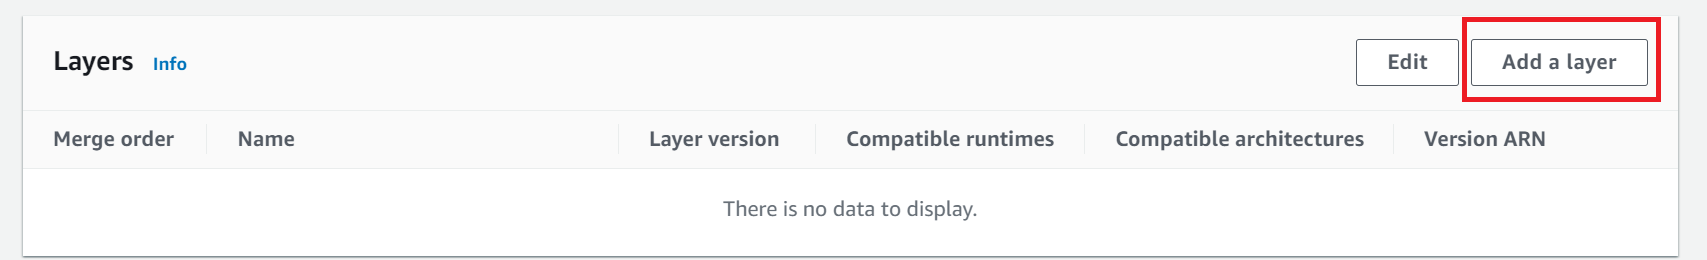 Layers Info Edit Add a layer
Merge order Name Layer version Compatible runtimes Compatible architectures Version ARN
There is no data to display.